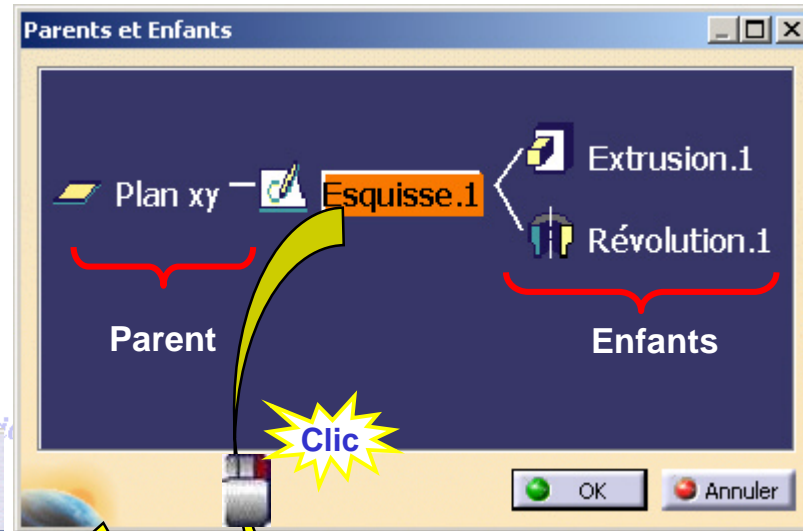 Parents et Enfants
Extrusion.1
Plan xy
Esquisse.1
Révolution.1
Parent
Enfants
Clic
OK
Annuler